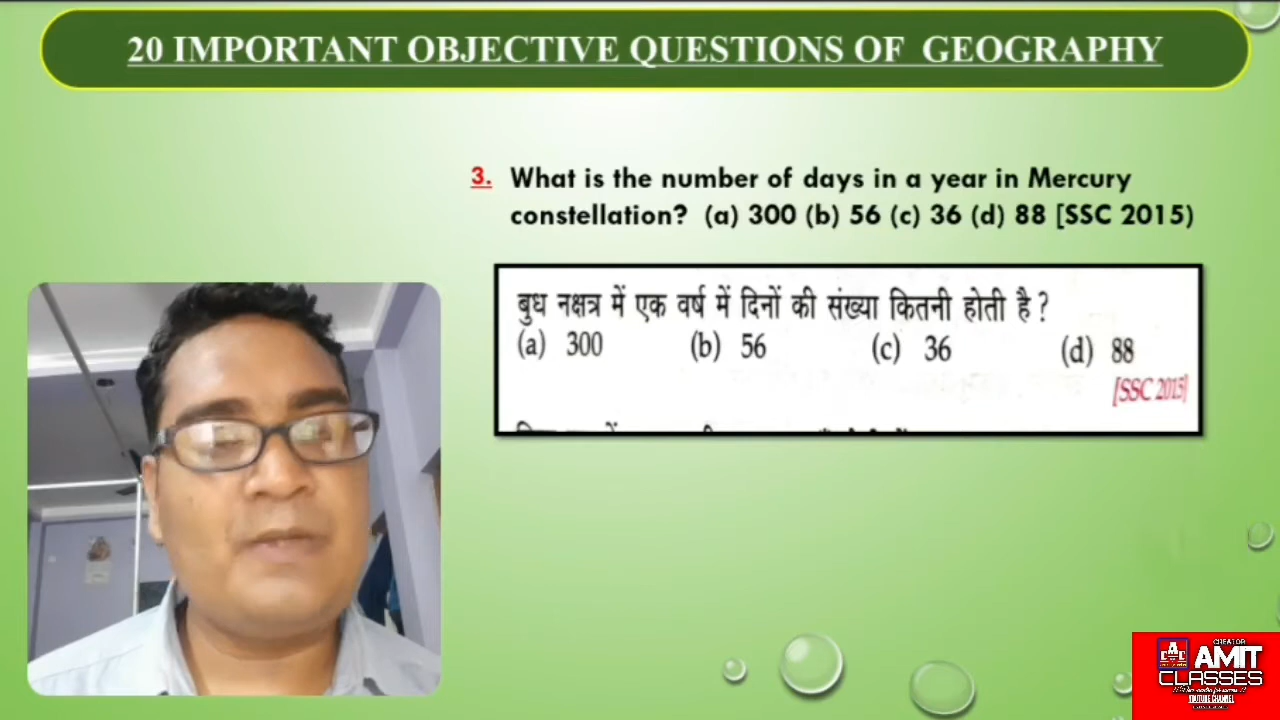 20 IMPORTANT OBJECTIVE QUESTIONS OF GEOGRAPHY
3. What is the number of days in a year in Mercury
constellation? (a) 300 (b) 56 (c) 36 (d) 88 [SSC 2015)
बुध नक्षत्र में एक वर्ष में दिनों की संख्या कितनी होती है ?
(a) 300 (b) 56 (c) 36 (d) 88
[SSC 2015]
CREATOR
AMIT
CLASSES
YOUTUBE CHANNEL